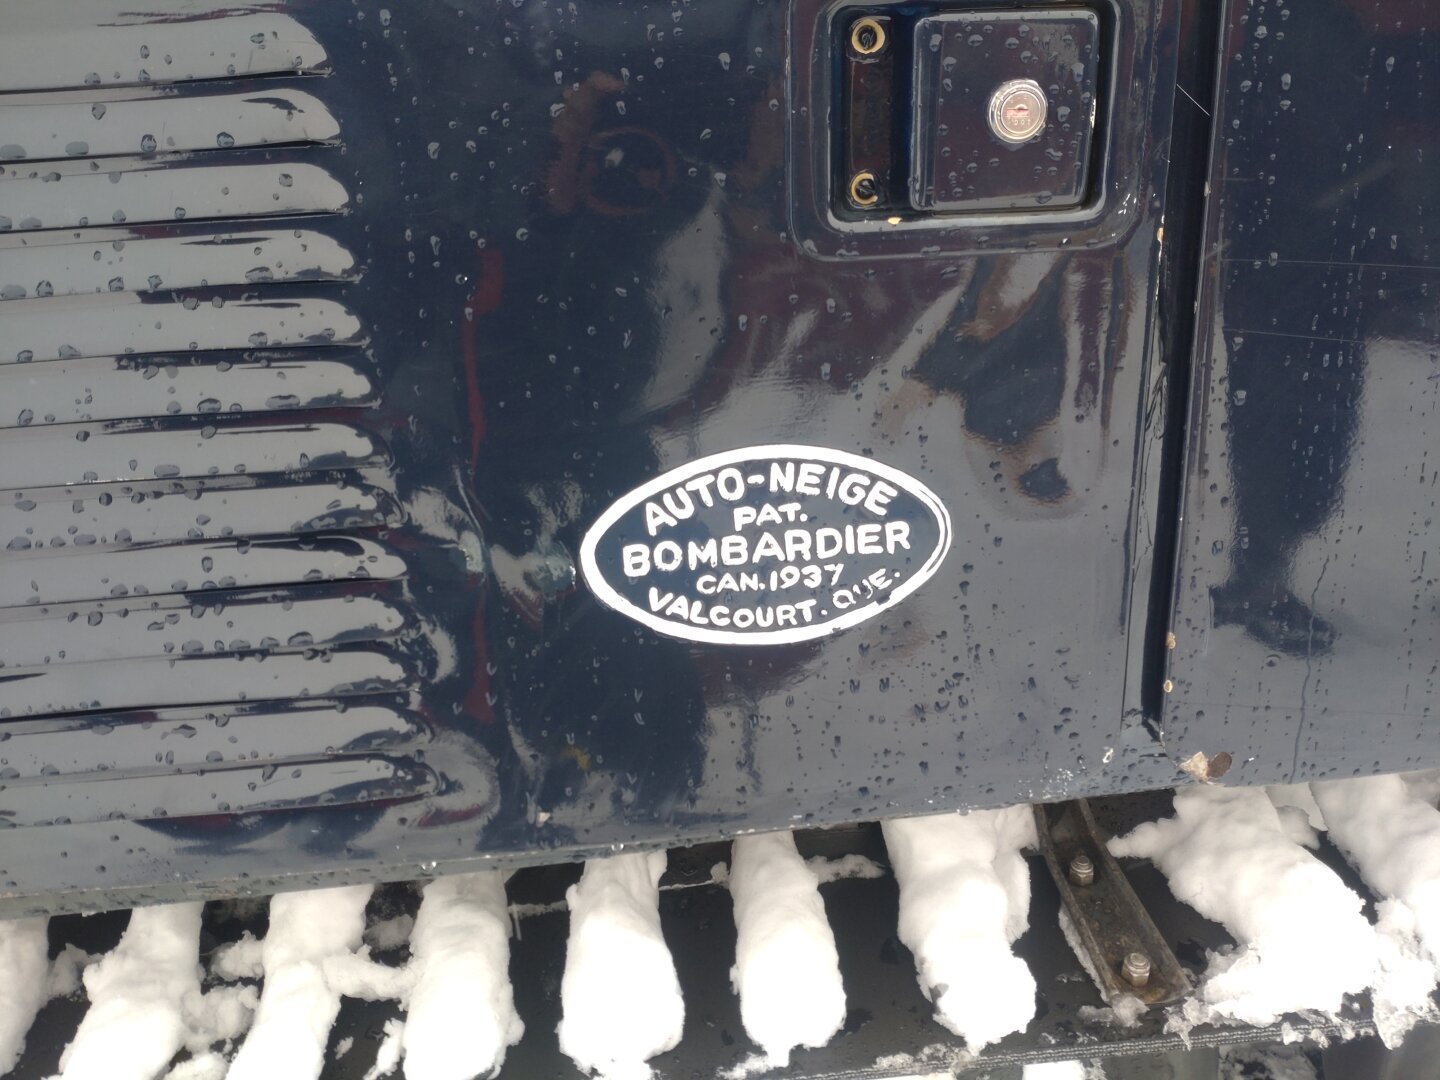 AUTO-NEIGE
PAT.
BOMBARDIER
CAN. 1937
VALCOURT. QUE.